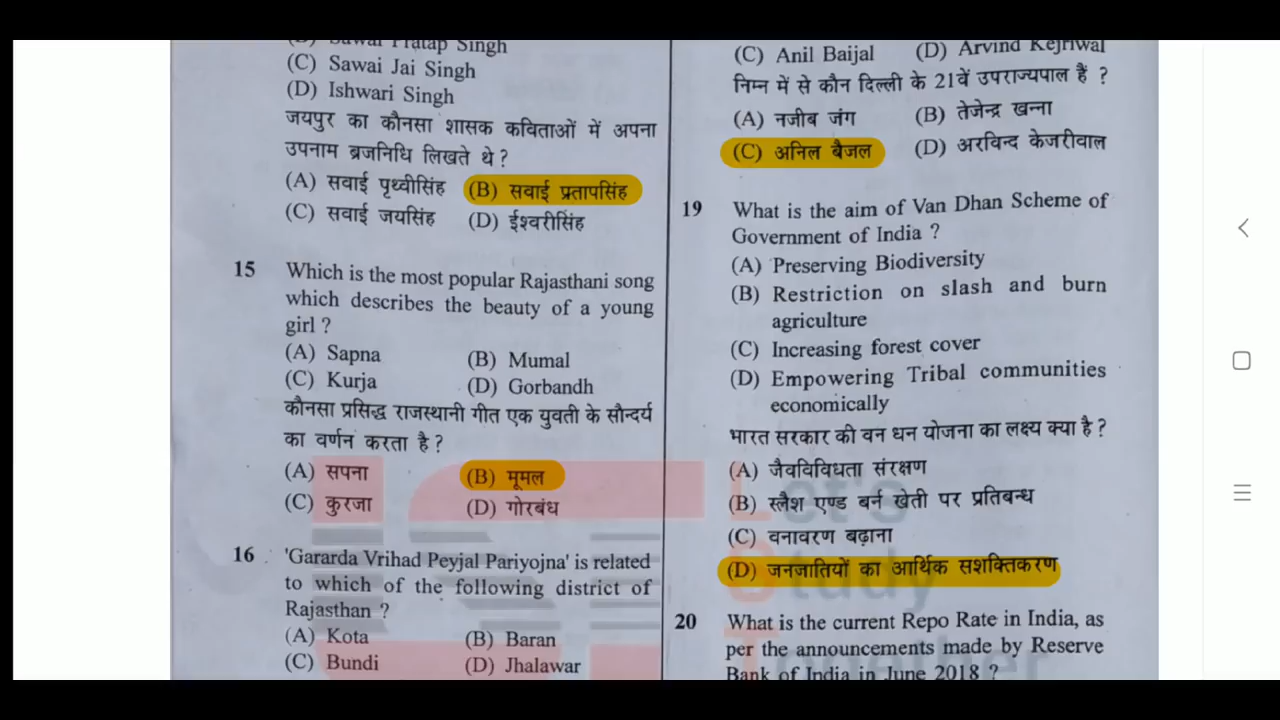 (B) Sawai Pratap Singh
(C) Sawai Jai Singh
(D) Ishwari Singh
जयपुर का कौनसा शासक कविताओं में अपना
उपनाम ब्रजनिधि लिखते थे ?
(A) सवाई पृथ्वीसिंह (B) सवाई प्रतापसिंह
(C) सवाई जयसिंह (D) ईश्वरीसिंह
15 Which is the most popular Rajasthani song
which describes the beauty of a young
girl ?
(A) Sapna (B) Mumal
(C) Kurja (D) Gorbandh
कौनसा प्रसिद्ध राजस्थानी गीत एक युवती के सौन्दर्य
का वर्णन करता है ?
(A) सपना (B) मूमल
(C) कुरजा (D) गोरबंध
16 'Gararda Vrihad Peyjal Pariyojna' is related
to which of the following district of
Rajasthan ?
(A) Kota (B) Baran
(C) Bundi (D) Jhalawar
(C) Anil Baijal (D) Arvind Kejriwal
निम्न में से कौन दिल्ली के 21वें उपराज्यपाल हैं ?
(A) नजीब जंग (B) तेजेन्द्र खन्ना
(C) अनिल बैजल (D) अरविन्द केजरीवाल
19 What is the aim of Van Dhan Scheme of
Government of India ?
(A) Preserving Biodiversity
(B) Restriction on slash and burn
agriculture
(C) Increasing forest cover
(D) Empowering Tribal communities
economically
भारत सरकार की वन धन योजना का लक्ष्य क्या है ?
(A) जैवविविधता संरक्षण
(B) स्लैश एण्ड बर्न खेती पर प्रतिबन्ध
(C) वनावरण बढ़ाना
(D) जनजातियों का आर्थिक सशक्तिकरण
20 What is the current Repo Rate in India, as
per the announcements made by Reserve
Bank of India in June 2018 ?
Let's
Study
Together